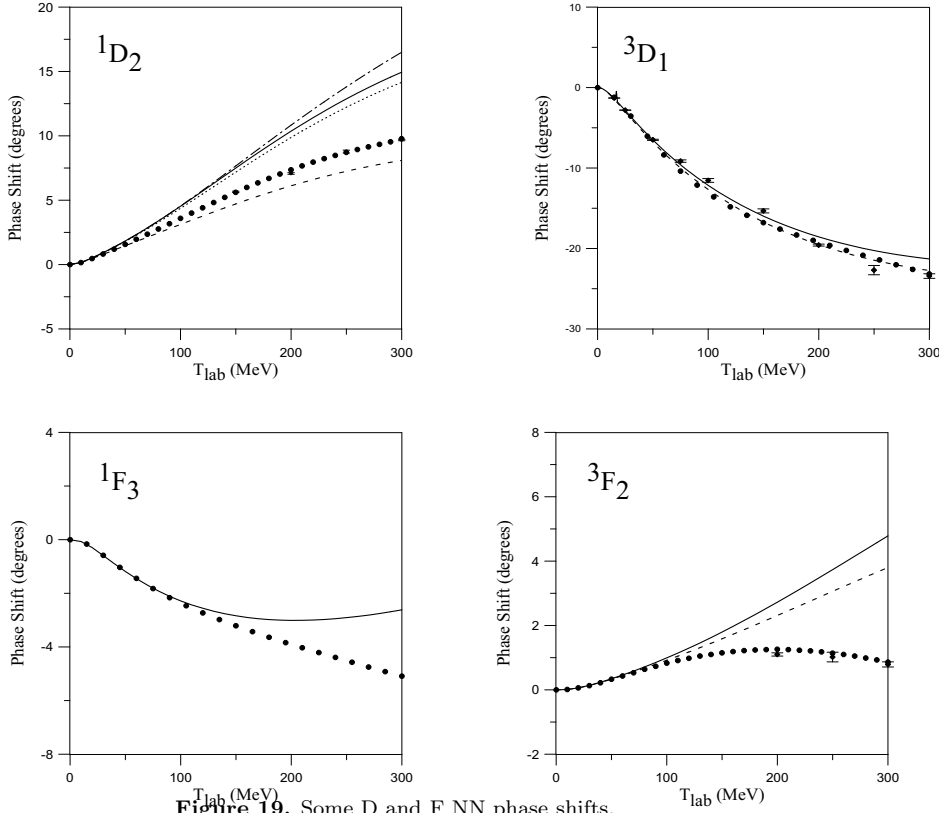 20
15
10
5
0
-5
Phase Shift (degrees)
¹D₂
0 100 200 300
T_lab (MeV)
10
0
-10
-20
-30
Phase Shift (degrees)
³D₁
0 100 200 300
T_lab (MeV)
4
0
-4
-8
Phase Shift (degrees)
¹F₃
0 100 200 300
T_lab (MeV)
8
6
4
2
0
-2
Phase Shift (degrees)
³F₂
0 100 200 300
T_lab (MeV)
Figure 19. Some D and F NN phase shifts.